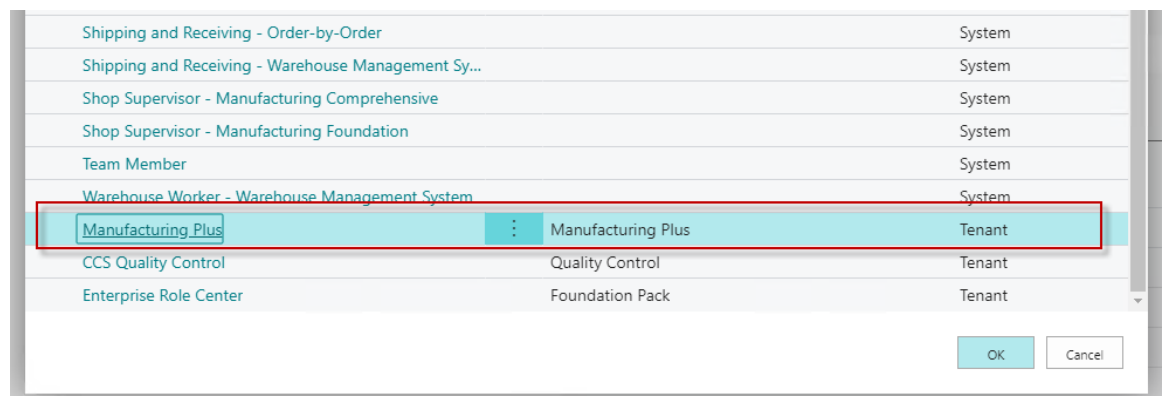 Shipping and Receiving - Order-by-Order System
Shipping and Receiving - Warehouse Management Sy... System
Shop Supervisor - Manufacturing Comprehensive System
Shop Supervisor - Manufacturing Foundation System
Team Member System
Warehouse Worker - Warehouse Management System System
Manufacturing Plus Manufacturing Plus Tenant
CCS Quality Control Quality Control Tenant
Enterprise Role Center Foundation Pack Tenant
OK Cancel